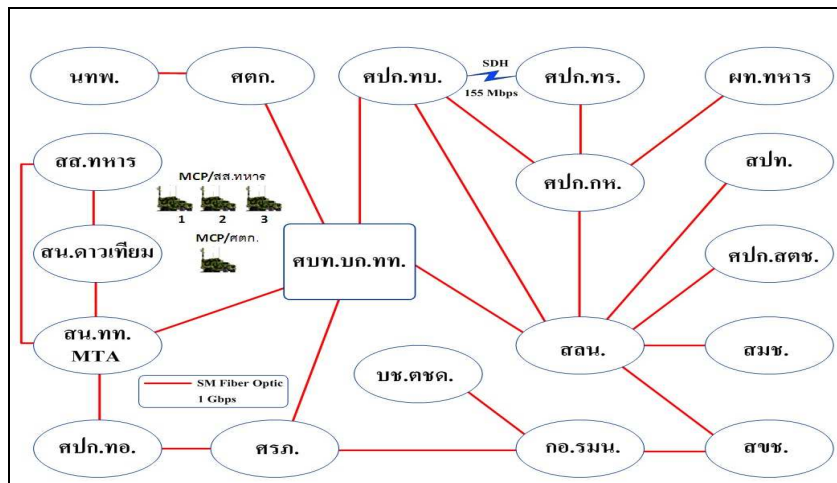 นทพ.
ศตก.
ศปก.ทบ.
SDH
155 Mbps
ศปก.ทร.
ผท.ทหาร
สส.ทหาร
MCP/สส.ทหาร
1 2 3
MCP/ศตก.
ศปก.กห.
สปท.
สน.ดาวเทียม
ศบท.บก.ทท.
ศปก.สตช.
สน.ทท.
MTA
สลน.
สมช.
SM Fiber Optic
1 Gbps
บช.ตชด.
ศปก.ทอ.
ศรภ.
กอ.รมน.
สขช.